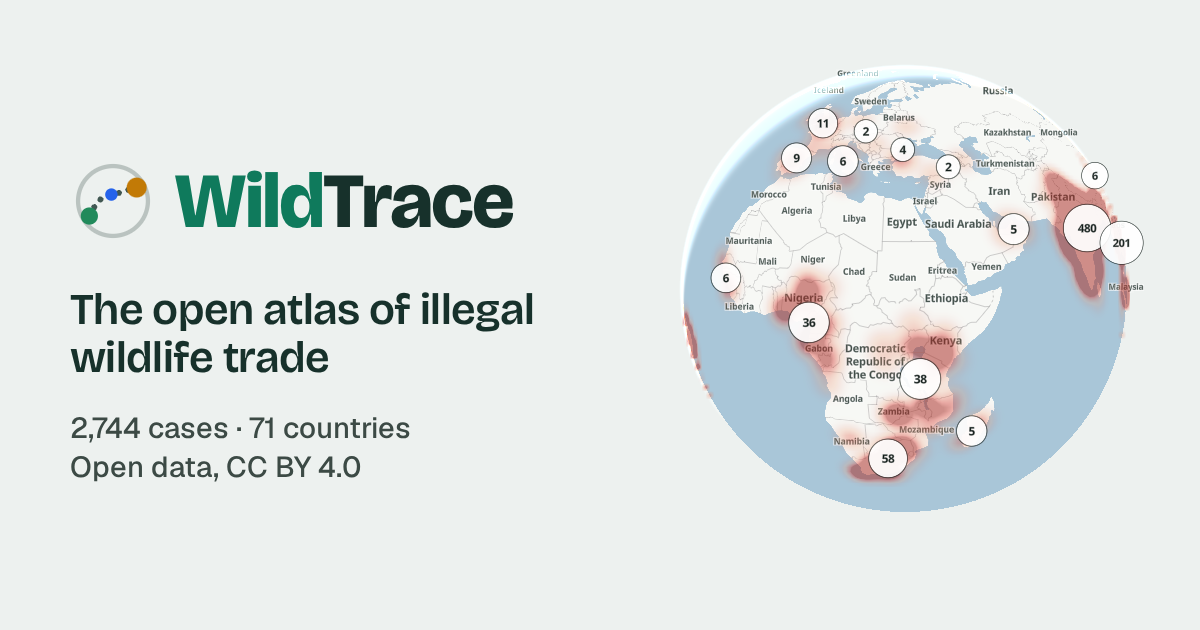 WildTrace
The open atlas of illegal
wildlife trade
2,744 cases · 71 countries
Open data, CC BY 4.0
Greenland
Iceland
Russia
Sweden
Belarus
11
2
Kazakhstan
Mongolia
4
9
6
Greece
2
Turkmenistan
6
Syria
Morocco
Tunisia
Iran
Pakistan
Israel
Algeria
Libya
Egypt
Saudi Arabia
5
480
201
Mauritania
Mali
Niger
Chad
Sudan
Eritrea
Yemen
6
Malaysia
Liberia
Nigeria
Ethiopia
36
Gabon
Democratic
Republic of
the Congo
Kenya
38
Angola
Zambia
Mozambique
5
Namibia
58